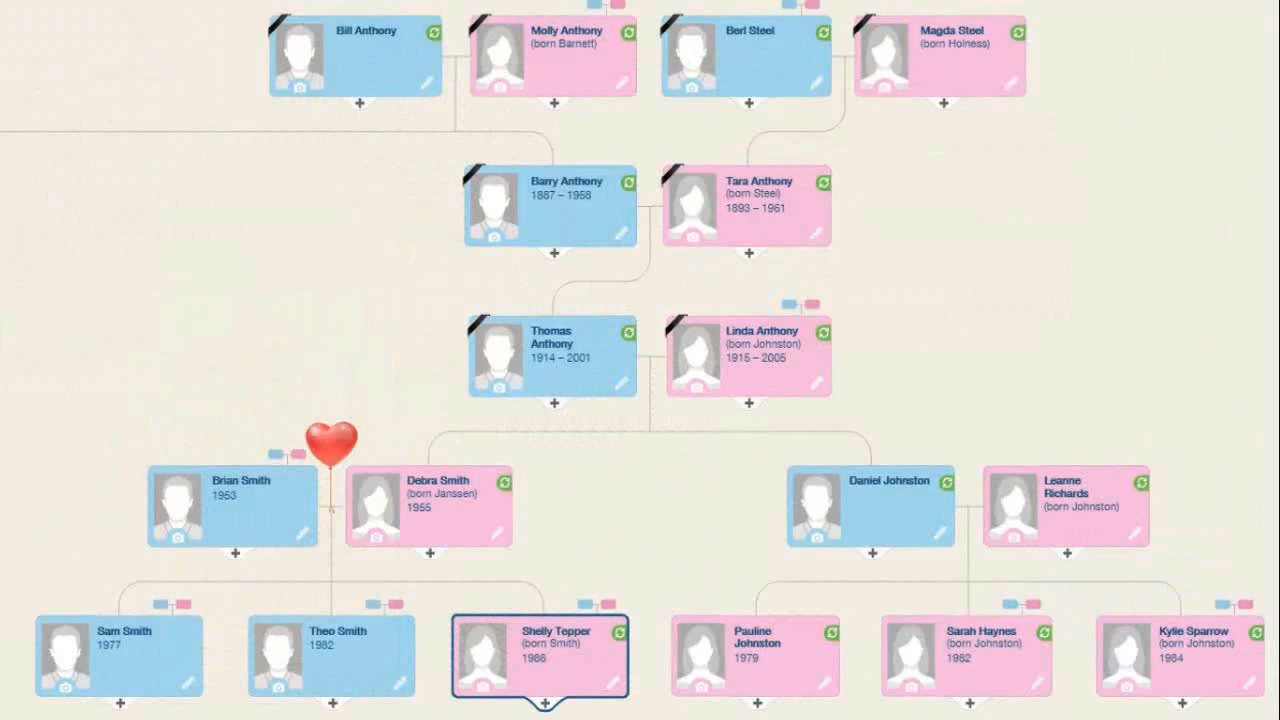 Bill Anthony
Molly Anthony
(born Barnett)
Berl Steel
Magda Steel
(born Holness)
Barry Anthony
1887 – 1958
Tara Anthony
(born Steel)
1893 – 1961
Thomas
Anthony
1914 – 2001
Linda Anthony
(born Johnston)
1915 – 2005
Brian Smith
1953
Debra Smith
(born Janssen)
1955
Daniel Johnston
Leanne
Richards
(born Johnston)
Sam Smith
1977
Theo Smith
1982
Shelly Tepper
(born Smith)
1986
Pauline
Johnston
1979
Sarah Haynes
(born Johnston)
1982
Kylie Sparrow
(born Johnston)
1984